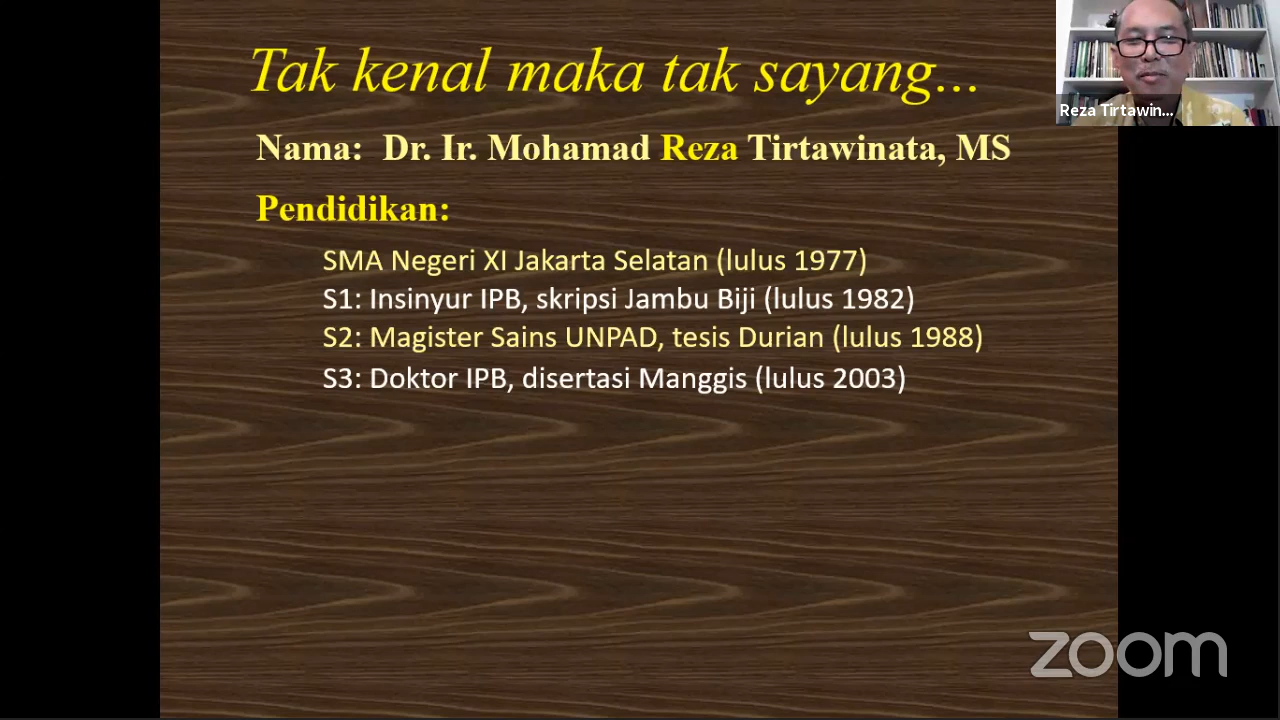 Tak kenal maka tak sayang...
Nama: Dr. Ir. Mohamad Reza Tirtawinata, MS
Pendidikan:
SMA Negeri XI Jakarta Selatan (lulus 1977)
S1: Insinyur IPB, skripsi Jambu Biji (lulus 1982)
S2: Magister Sains UNPAD, tesis Durian (lulus 1988)
S3: Doktor IPB, disertasi Manggis (lulus 2003)
Reza Tirtawin...
zoom